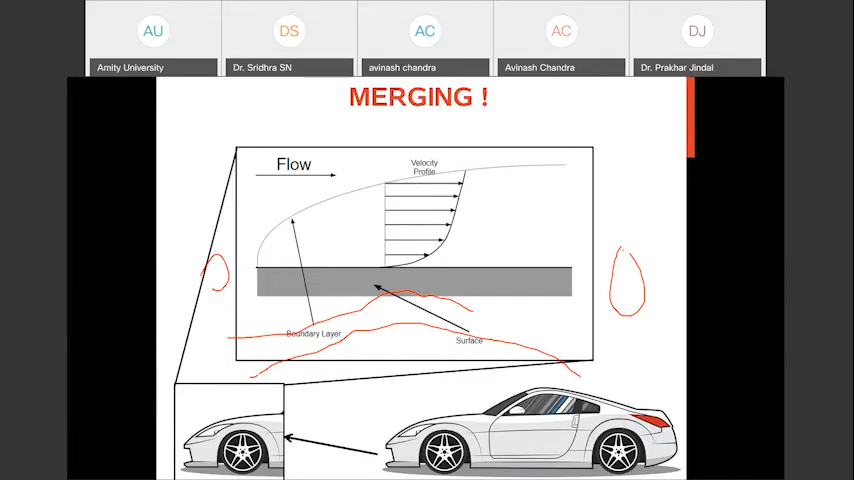 AU
DS
AC
AC
DJ
Amity University
Dr. Sridhra SN
avinash chandra
Avinash Chandra
Dr. Prakhar Jindal
MERGING !
Flow
Velocity
Profile
Boundary Layer
Surface